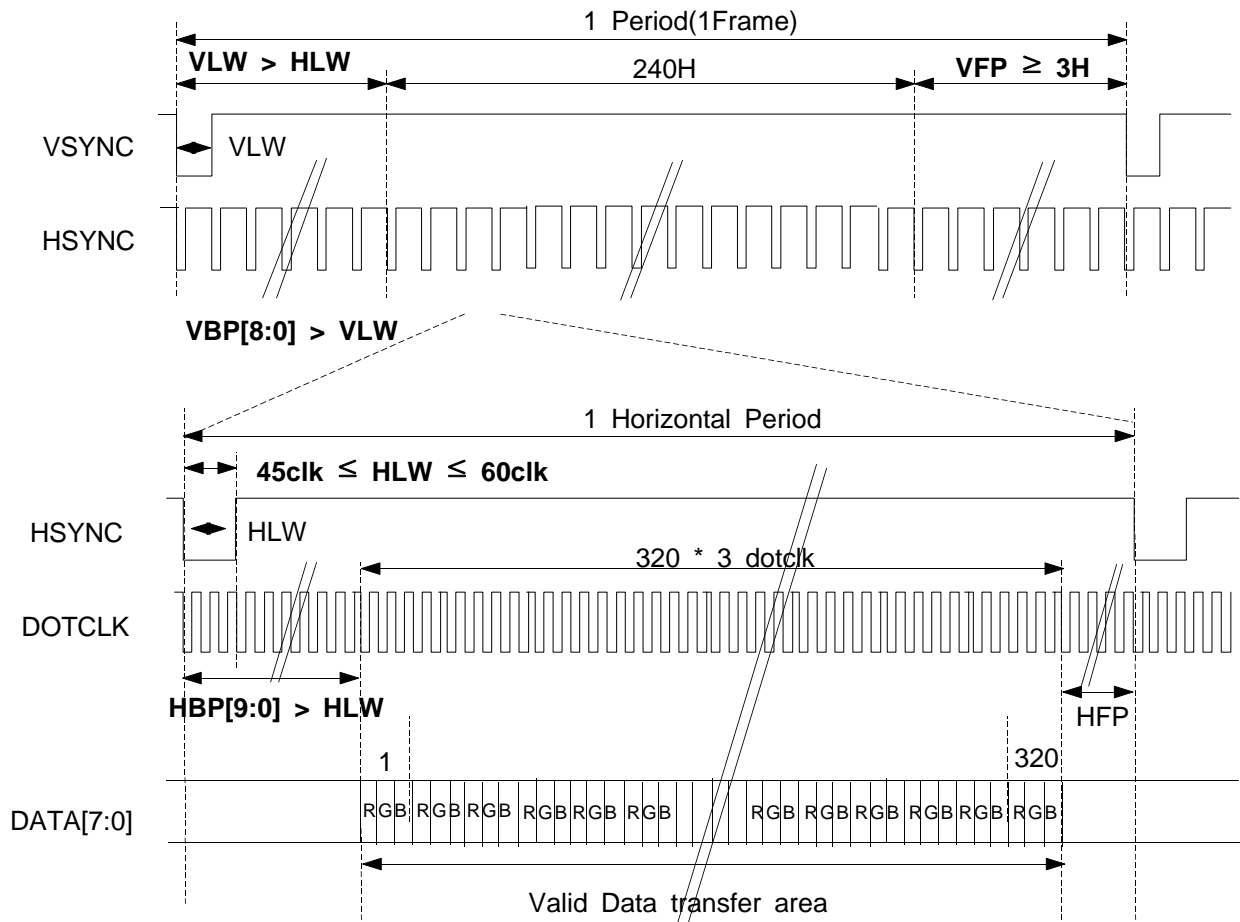 1 Period(1Frame)
VLW > HLW
240H
VFP ≥ 3H
VSYNC
VLW
HSYNC
VBP[8:0] > VLW
1 Horizontal Period
45clk ≤ HLW ≤ 60clk
HSYNC
HLW
320 * 3 dotclk
DOTCLK
HBP[9:0] > HLW
HFP
1
320
DATA[7:0]
RGB RGB RGB RGB RGB RGB RGB RGB RGB RGB RGB RGB
Valid Data transfer area